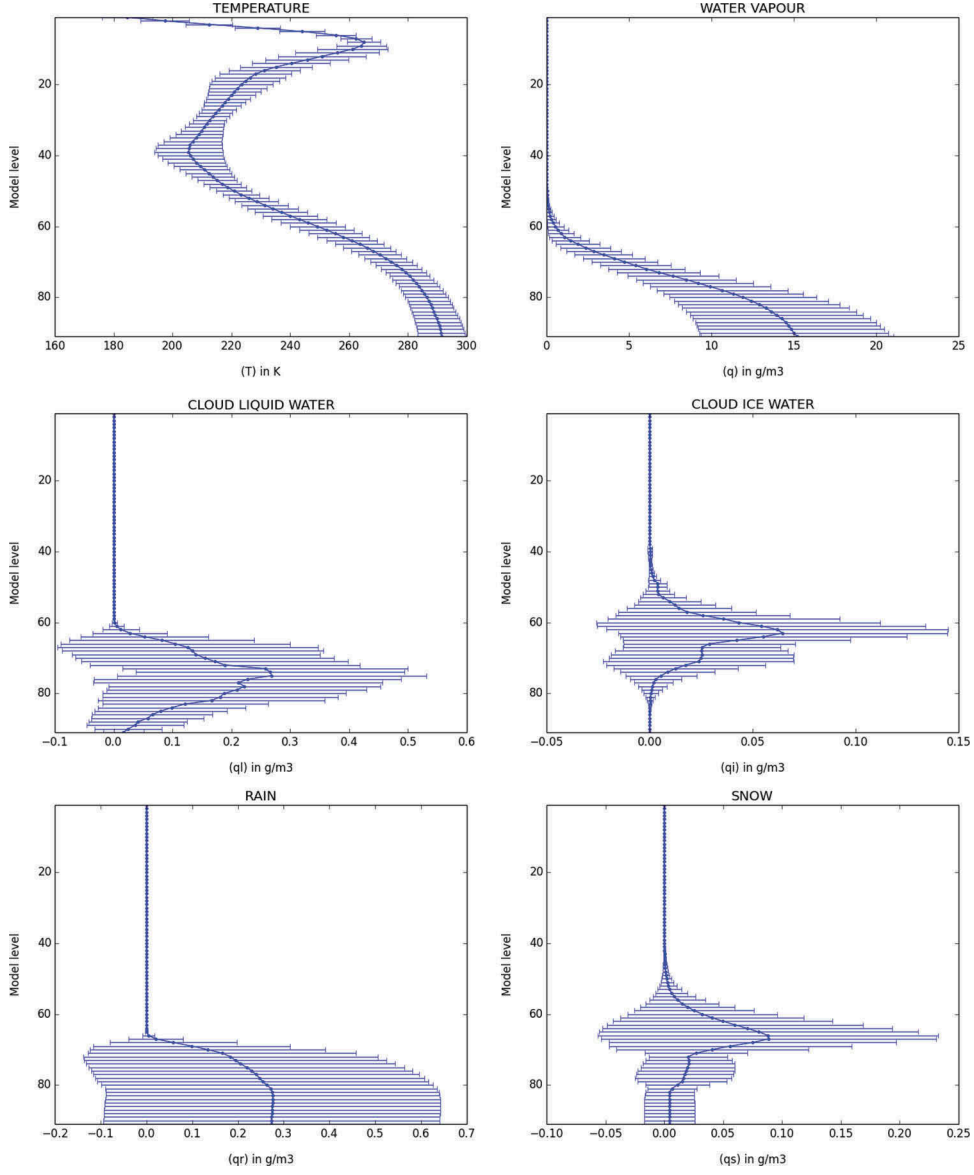 TEMPERATURE
Model level
20
40
60
80
160 180 200 220 240 260 280 300
(T) in K
WATER VAPOUR
Model level
20
40
60
80
0 5 10 15 20 25
(q) in g/m3
CLOUD LIQUID WATER
Model level
20
40
60
80
−0.1 0.0 0.1 0.2 0.3 0.4 0.5 0.6
(ql) in g/m3
CLOUD ICE WATER
Model level
20
40
60
80
−0.05 0.00 0.05 0.10 0.15
(qi) in g/m3
RAIN
Model level
20
40
60
80
−0.2 −0.1 0.0 0.1 0.2 0.3 0.4 0.5 0.6 0.7
(qr) in g/m3
SNOW
Model level
20
40
60
80
−0.10 −0.05 0.00 0.05 0.10 0.15 0.20 0.25
(qs) in g/m3